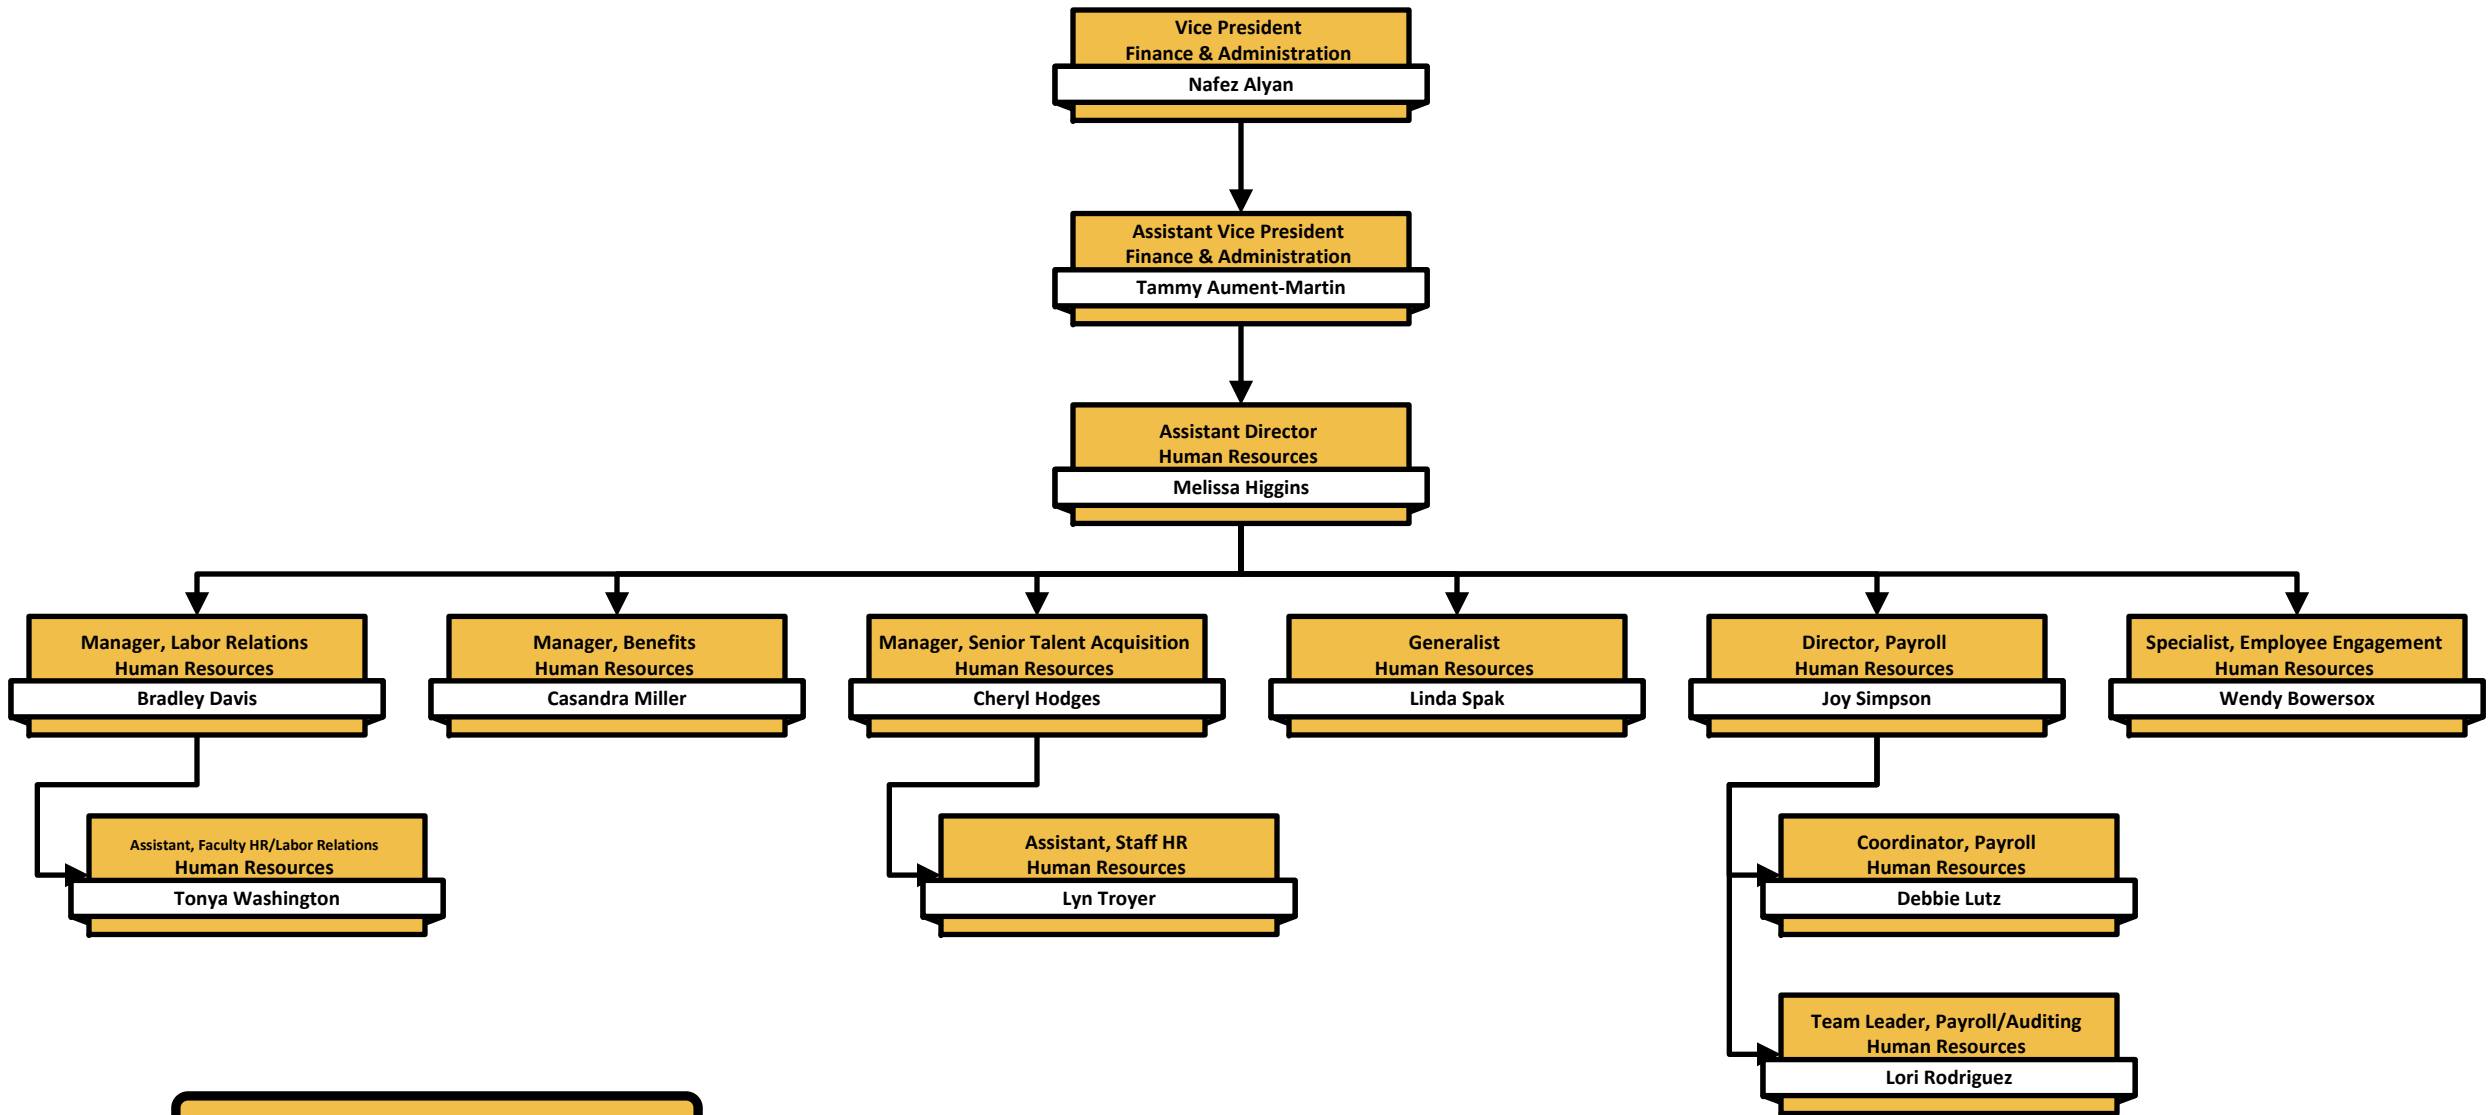 Vice President
Finance & Administration
Nafez Alyan
Assistant Vice President
Finance & Administration
Tammy Aument-Martin
Assistant Director
Human Resources
Melissa Higgins
Manager, Labor Relations
Human Resources
Bradley Davis
Manager, Benefits
Human Resources
Casandra Miller
Manager, Senior Talent Acquisition
Human Resources
Cheryl Hodges
Generalist
Human Resources
Linda Spak
Director, Payroll
Human Resources
Joy Simpson
Specialist, Employee Engagement
Human Resources
Wendy Bowersox
Assistant, Faculty HR/Labor Relations
Human Resources
Tonya Washington
Assistant, Staff HR
Human Resources
Lyn Troyer
Coordinator, Payroll
Human Resources
Debbie Lutz
Team Leader, Payroll/Auditing
Human Resources
Lori Rodriguez